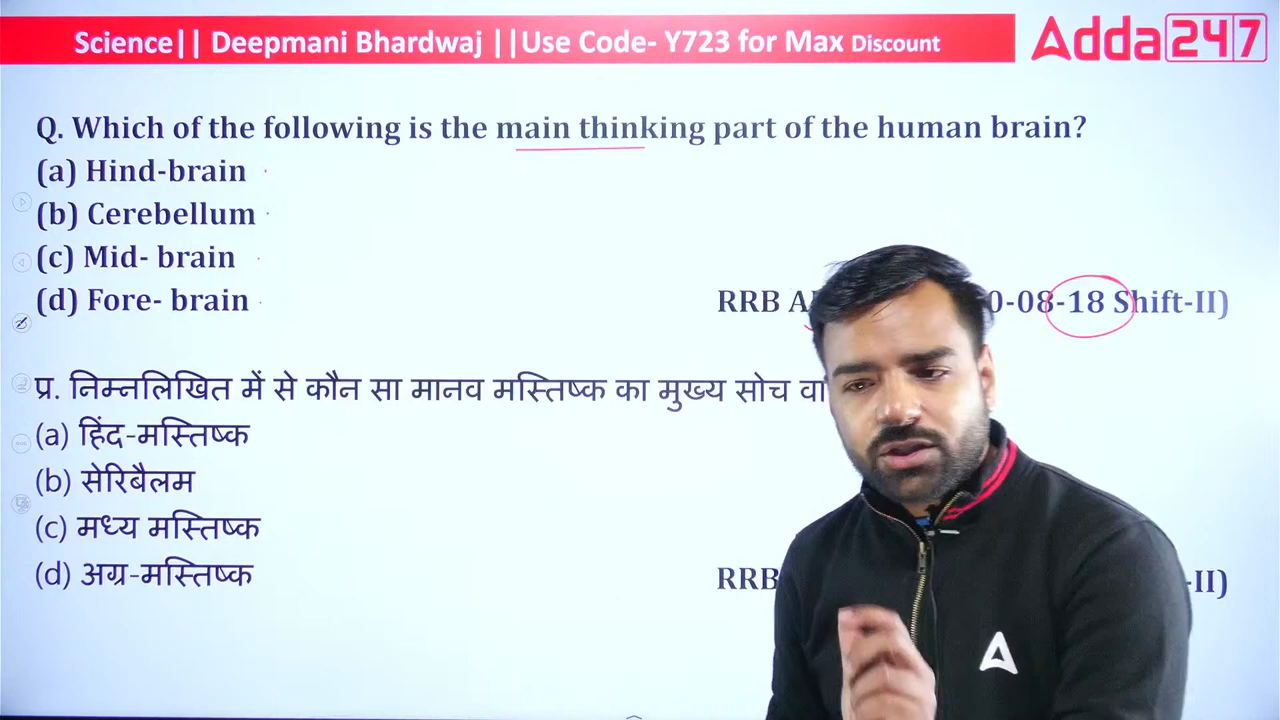 Science|| Deepmani Bhardwaj ||Use Code- Y723 for Max Discount
Adda247
Q. Which of the following is the main thinking part of the human brain?
(a) Hind-brain
(b) Cerebellum
(c) Mid- brain
(d) Fore- brain
RRB 0-08-18 Shift-II)
प्र. निम्नलिखित में से कौन सा मानव मस्तिष्क का मुख्य सोच
(a) हिंद-मस्तिष्क
(b) सेरिबैलम
(c) मध्य मस्तिष्क
(d) अग्र-मस्तिष्क
RRB -II)